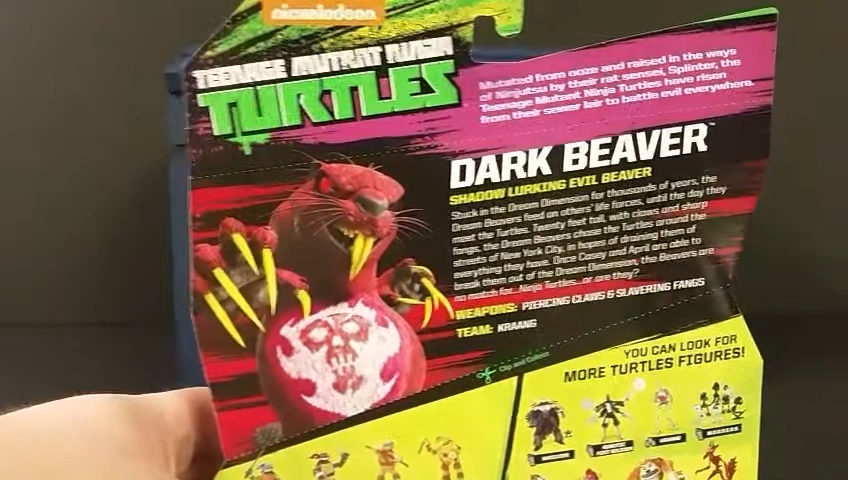 nickelodeon
TEENAGE MUTANT NINJA
TURTLES
Mutated from ooze and raised in the ways
of Ninjutsu by their rat sensei, Splinter, the
Teenage Mutant Ninja Turtles have risen
from their sewer lair to battle evil everywhere.
DARK BEAVER™
SHADOW LURKING EVIL BEAVER
Stuck in the Dream Dimension for thousands of years, the
Dream Beavers feed on others' life forces, until the day they
meet the Turtles. Twenty feet tall, with claws and sharp
fangs, the Dream Beavers chase the Turtles around the
streets of New York City, in hopes of draining them of
everything they have. Once Casey and April are able to
break them out of the Dream Dimension, the Beavers are
no match for...Ninja Turtles...or are they?
WEAPONS: PIERCING CLAWS & SLAVERING FANGS
TEAM: KRAANG
Clip and Collect
YOU CAN LOOK FOR
MORE TURTLES FIGURES!